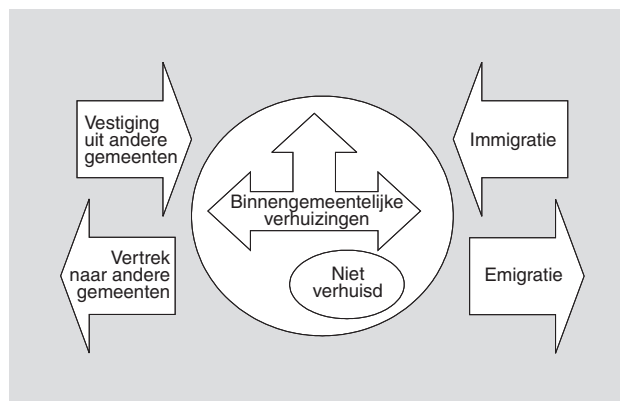 Vestiging
uit andere
gemeenten
Immigratie
Binnengemeentelijke
verhuizingen
Vertrek
naar andere
gemeenten
Niet
verhuisd
Emigratie